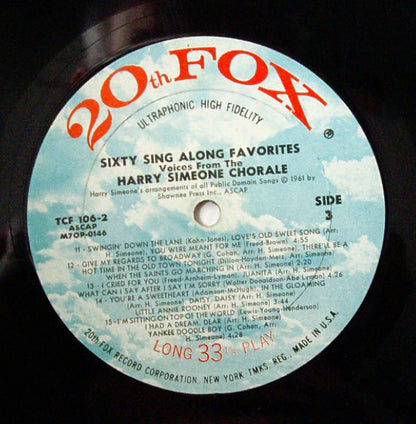 20th FOX
ULTRAPHONIC HIGH FIDELITY
SIXTY SING ALONG FAVORITES
Voices From The
HARRY SIMEONE CHORALE
Harry Simeone's arrangements of all Public Domain Songs © 1961 by
Shawnee Press Inc., ASCAP
TCF 106-2
ASCAP
M7OP-0146
SIDE
3
11 - SWINGIN' DOWN THE LANE (Kahn-Jones), LOVE'S OLD SWEET SONG (Arr.
H. Simeone), YOU WERE MEANT FOR ME (Freed-Brown) 4:55
12 - GIVE MY REGARDS TO BROADWAY (G. Cohan, Arr. H. Simeone), THERE'LL BE A
HOT TIME IN THE OLD TOWN TONIGHT (Dillon-Hayden-Metz, Arr. Simeone)
WHEN THE SAINTS GO MARCHING IN (Arr. H. Simeone) 2:30
13 - I CRIED FOR YOU (Freed-Arnheim-Lyman), JUANITA (Arr. H. Simeone)
WHAT CAN I SAY AFTER I SAY I'M SORRY (Walter Donaldson-Abe Lyman) 4:26
14 - YOU'RE A SWEETHEART (Adamson-McHugh), IN THE GLOAMING
(Arr. H. Simeone), DAISY, DAISY (Arr. H. Simeone)
LITTLE ANNIE ROONEY (Arr. H. Simeone) 3:44
15 - I'M SITTING ON TOP OF THE WORLD (Lewis-Young-Henderson)
I HAD A DREAM, DEAR (Arr. H. Simeone)
YANKEE DOODLE BOY (G. Cohan, Arr.
H. Simeone) 4:28
LONG 33 1/3 PLAY
20th FOX RECORD CORPORATION, NEW YORK-TMKS. REG.. MADE IN U.S.A.